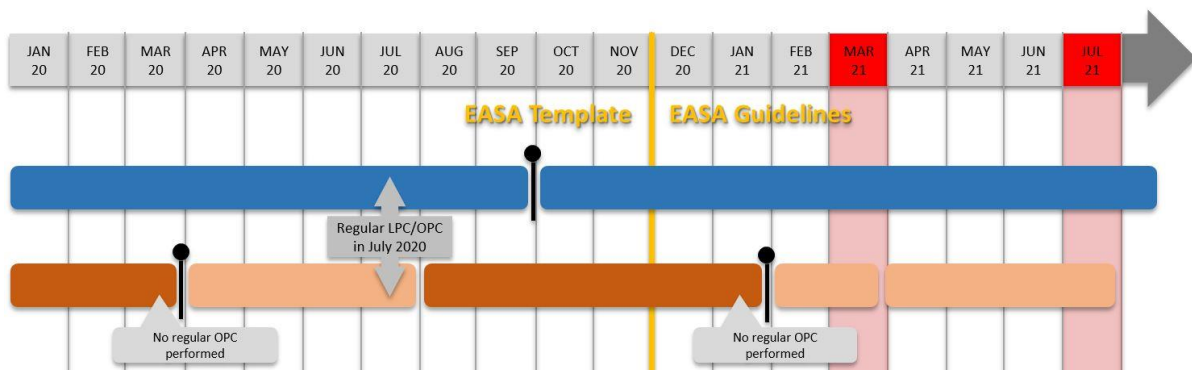 JAN FEB MAR APR MAY JUN JUL AUG SEP OCT NOV DEC JAN FEB MAR APR MAY JUN JUL
20 20 20 20 20 20 20 20 20 20 20 20 21 21 21 21 21 21 21
EASA Template EASA Guidelines
Regular LPC/OPC
in July 2020
No regular OPC
performed
No regular OPC
performed